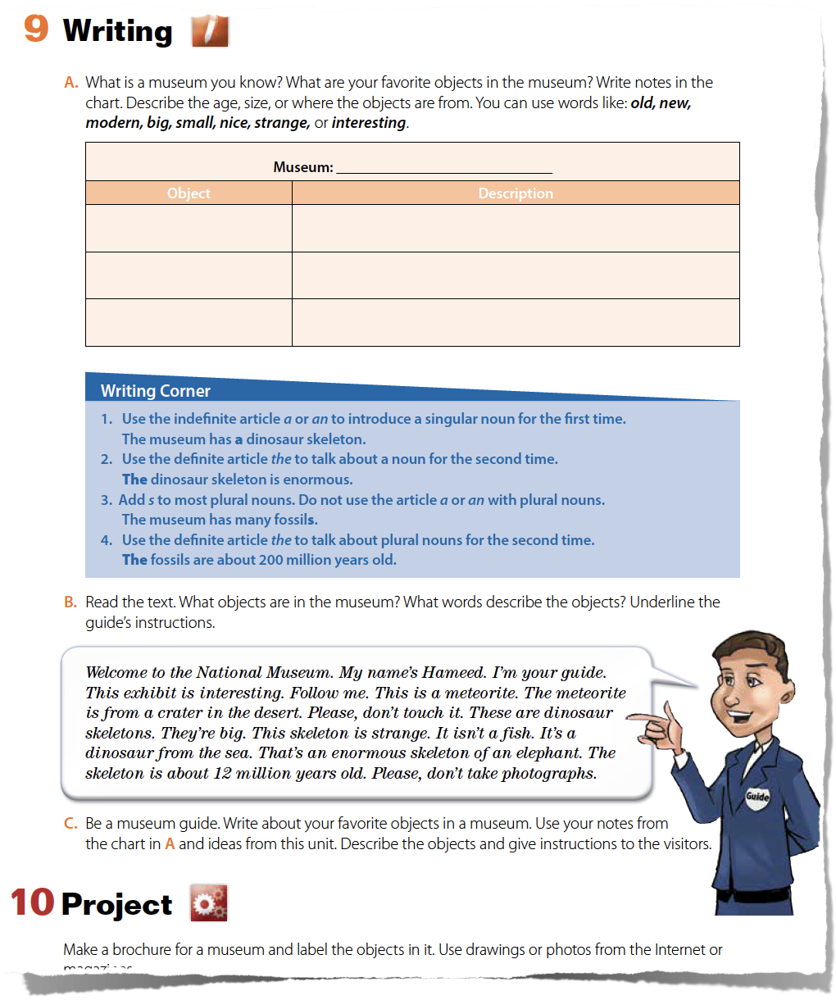 9 Writing
A. What is a museum you know? What are your favorite objects in the museum? Write notes in the
chart. Describe the age, size, or where the objects are from. You can use words like: old, new,
modern, big, small, nice, strange, or interesting.
Museum: ____________________________
Object Description
Writing Corner
1. Use the indefinite article a or an to introduce a singular noun for the first time.
The museum has a dinosaur skeleton.
2. Use the definite article the to talk about a noun for the second time.
The dinosaur skeleton is enormous.
3. Add s to most plural nouns. Do not use the article a or an with plural nouns.
The museum has many fossils.
4. Use the definite article the to talk about plural nouns for the second time.
The fossils are about 200 million years old.
B. Read the text. What objects are in the museum? What words describe the objects? Underline the
guide's instructions.
Welcome to the National Museum. My name's Hameed. I'm your guide.
This exhibit is interesting. Follow me. This is a meteorite. The meteorite
is from a crater in the desert. Please, don't touch it. These are dinosaur
skeletons. They're big. This skeleton is strange. It isn't a fish. It's a
dinosaur from the sea. That's an enormous skeleton of an elephant. The
skeleton is about 12 million years old. Please, don't take photographs.
Guide
C. Be a museum guide. Write about your favorite objects in a museum. Use your notes from
the chart in A and ideas from this unit. Describe the objects and give instructions to the visitors.
10 Project
Make a brochure for a museum and label the objects in it. Use drawings or photos from the Internet or